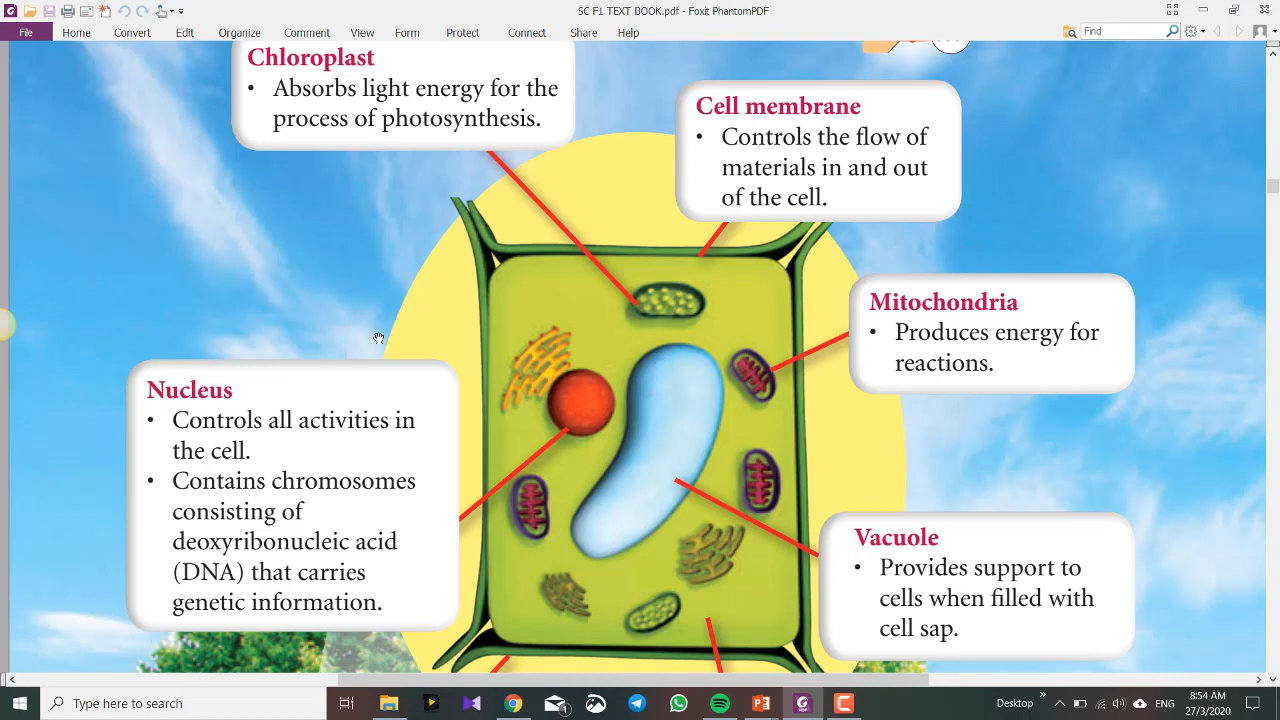 SC F1 TEXT BOOK.pdf - Foxit PhantomPDF
File Home Convert Edit Organize Comment View Form Protect Connect Share Help
Find
Chloroplast
• Absorbs light energy for the
process of photosynthesis.
Cell membrane
• Controls the flow of
materials in and out
of the cell.
Mitochondria
• Produces energy for
reactions.
Nucleus
• Controls all activities in
the cell.
• Contains chromosomes
consisting of
deoxyribonucleic acid
(DNA) that carries
genetic information.
Vacuole
• Provides support to
cells when filled with
cell sap.
Type here to search
Desktop
ENG
8:54 AM
27/3/2020